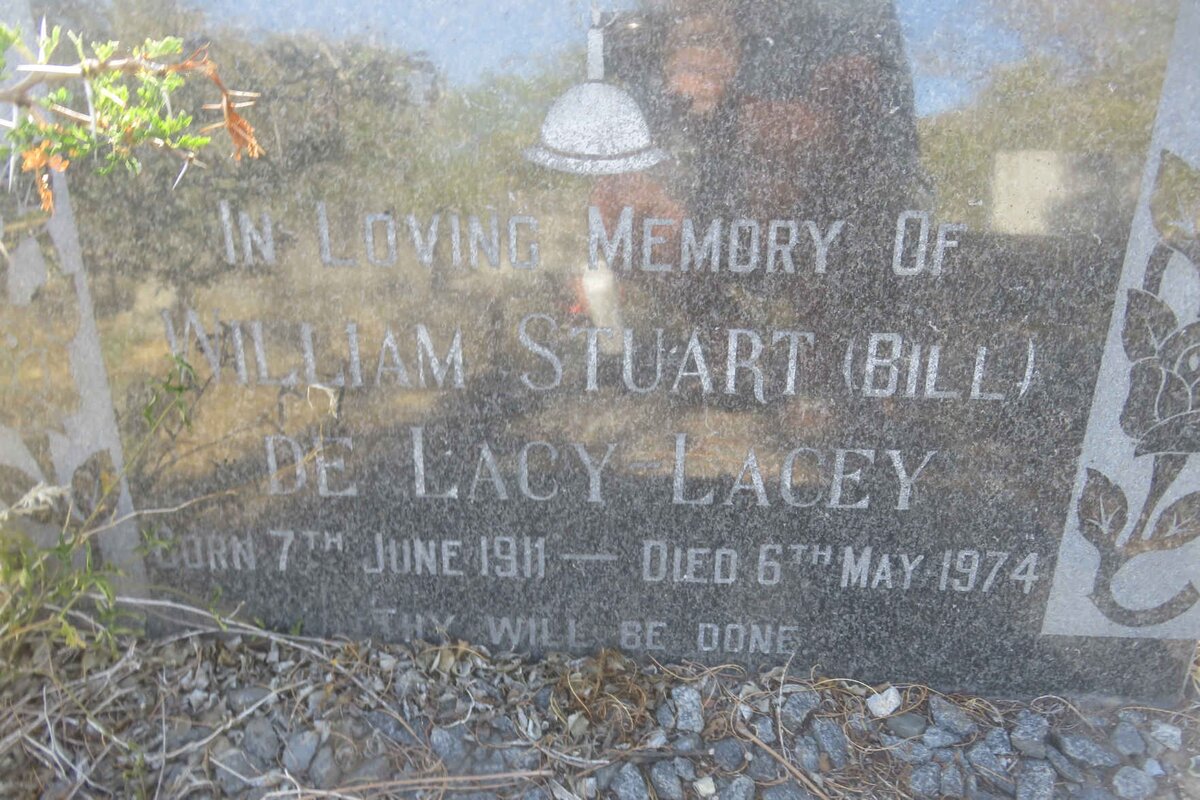 IN LOVING MEMORY OF
WILLIAM STUART (BILL)
DE LACY-LACEY
BORN 7TH JUNE 1911 — DIED 6TH MAY 1974
THY WILL BE DONE